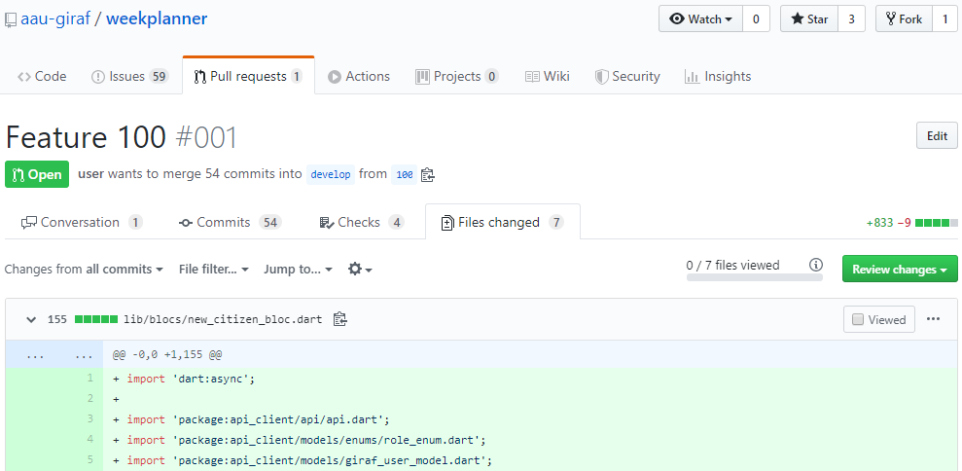 aau-giraf / weekplanner
Watch 0 Star 3 Fork 1
Code Issues 59 Pull requests 1 Actions Projects 0 Wiki Security Insights
Feature 100 #001
Edit
Open user wants to merge 54 commits into develop from 100
Conversation 1 Commits 54 Checks 4 Files changed 7 +833 −9
Changes from all commits File filter... Jump to... 0 / 7 files viewed Review changes
155 lib/blocs/new_citizen_bloc.dart Viewed ...
... ... @@ -0,0 +1,155 @@
1 + import 'dart:async';
2 +
3 + import 'package:api_client/api/api.dart';
4 + import 'package:api_client/models/enums/role_enum.dart';
5 + import 'package:api_client/models/giraf_user_model.dart';